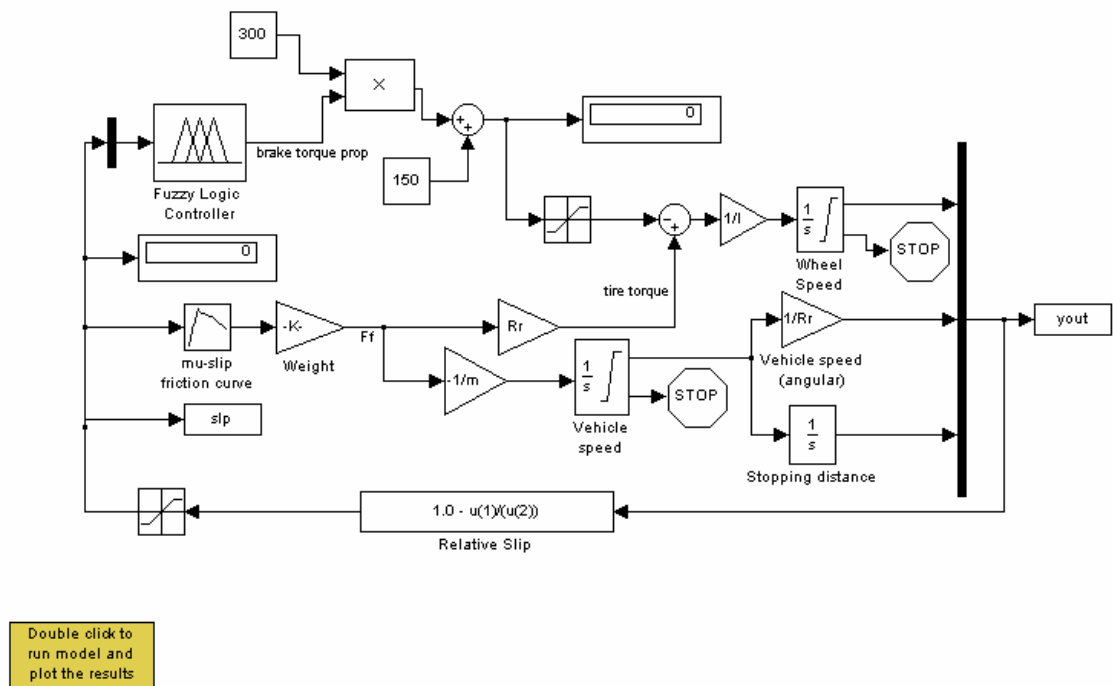 300
×
0
brake torque prop
150
Fuzzy Logic
Controller
- +
+ +
1/I
1
s
STOP
Wheel
Speed
0
tire torque
mu-slip
friction curve
-K-
Weight
Ff
Rr
-1/m
1
s
Vehicle
speed
STOP
1/Rr
Vehicle speed
(angular)
yout
slp
1
s
Stopping distance
1.0 - u(1)/(u(2))
Relative Slip
Double click to
run model and
plot the results